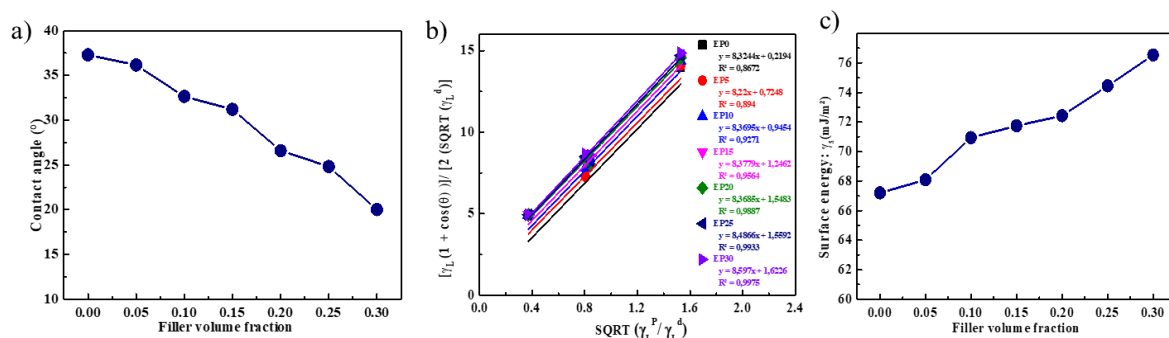 a)
40
35
30
25
20
15
10
Contact angle (°)
0.00 0.05 0.10 0.15 0.20 0.25 0.30
Filler volume fraction
b)
15
10
5
0
[γL (1 + cos(θ))]/ [2 (SQRT (γL^d)]
EP0
y = 8,3244x + 0,2194
R² = 0,8672
EP5
y = 8,22x + 0,7248
R² = 0,894
EP10
y = 8,3695x + 0,9454
R² = 0,9271
EP15
y = 8,3779x + 1,2462
R² = 0,9564
EP20
y = 8,3685x + 1,5483
R² = 0,9887
EP25
y = 8,4866x + 1,5592
R² = 0,9933
EP30
y = 8,597x + 1,6226
R² = 0,9975
0.0 0.6 1.2 1.8 2.4
SQRT (γL^P/ γL^d)
c)
76
74
72
70
68
66
64
62
60
Surface energy: γs(mJ/m²)
0.00 0.05 0.10 0.15 0.20 0.25 0.30
Filler volume fraction